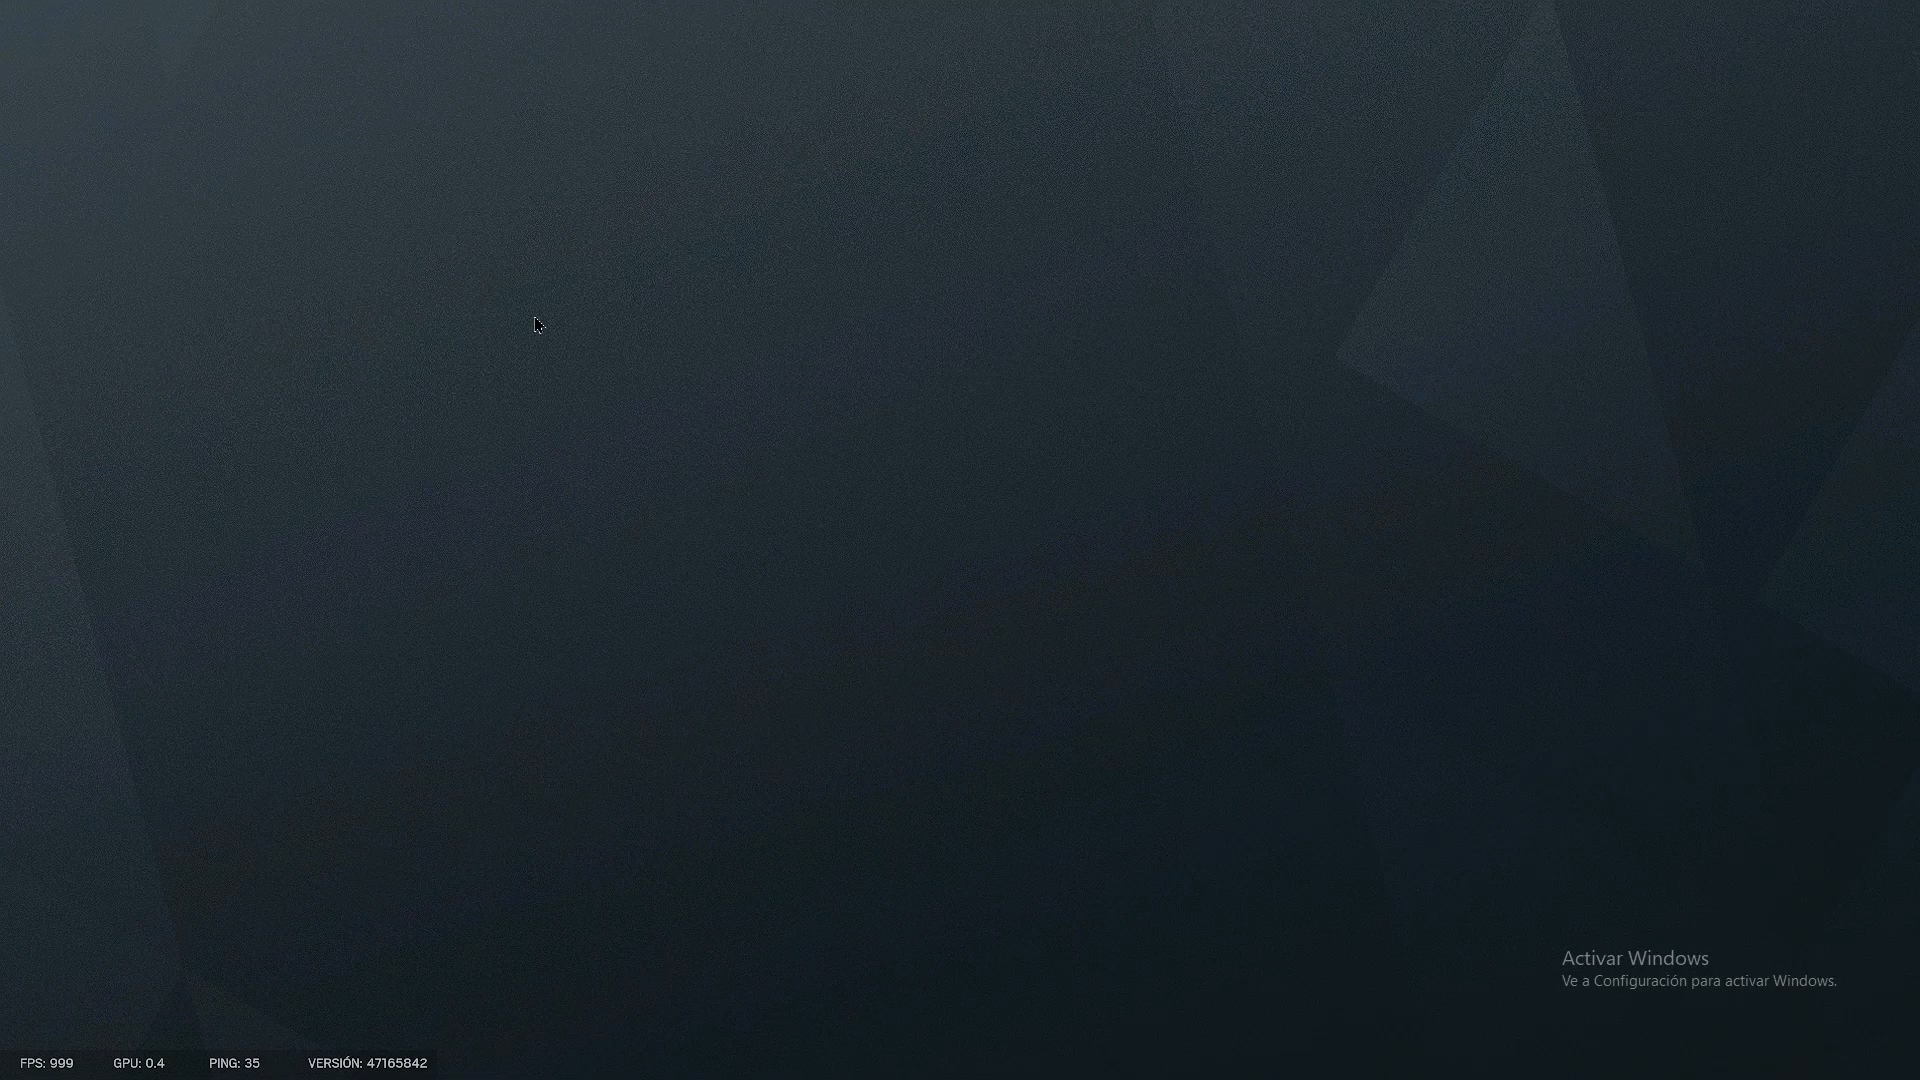 Activar Windows
Ve a Configuración para activar Windows.
FPS: 999 GPU: 0.4 PING: 35 VERSIÓN: 47165842